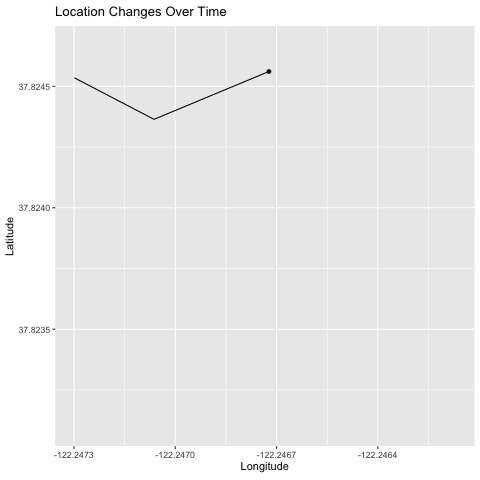 Location Changes Over Time
37.8245
37.8240
37.8235
Latitude
-122.2473 -122.2470 -122.2467 -122.2464
Longitude